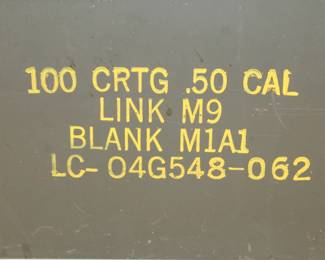 100 CRTG .50 CAL
LINK M9
BLANK M1A1
LC-04G548-062